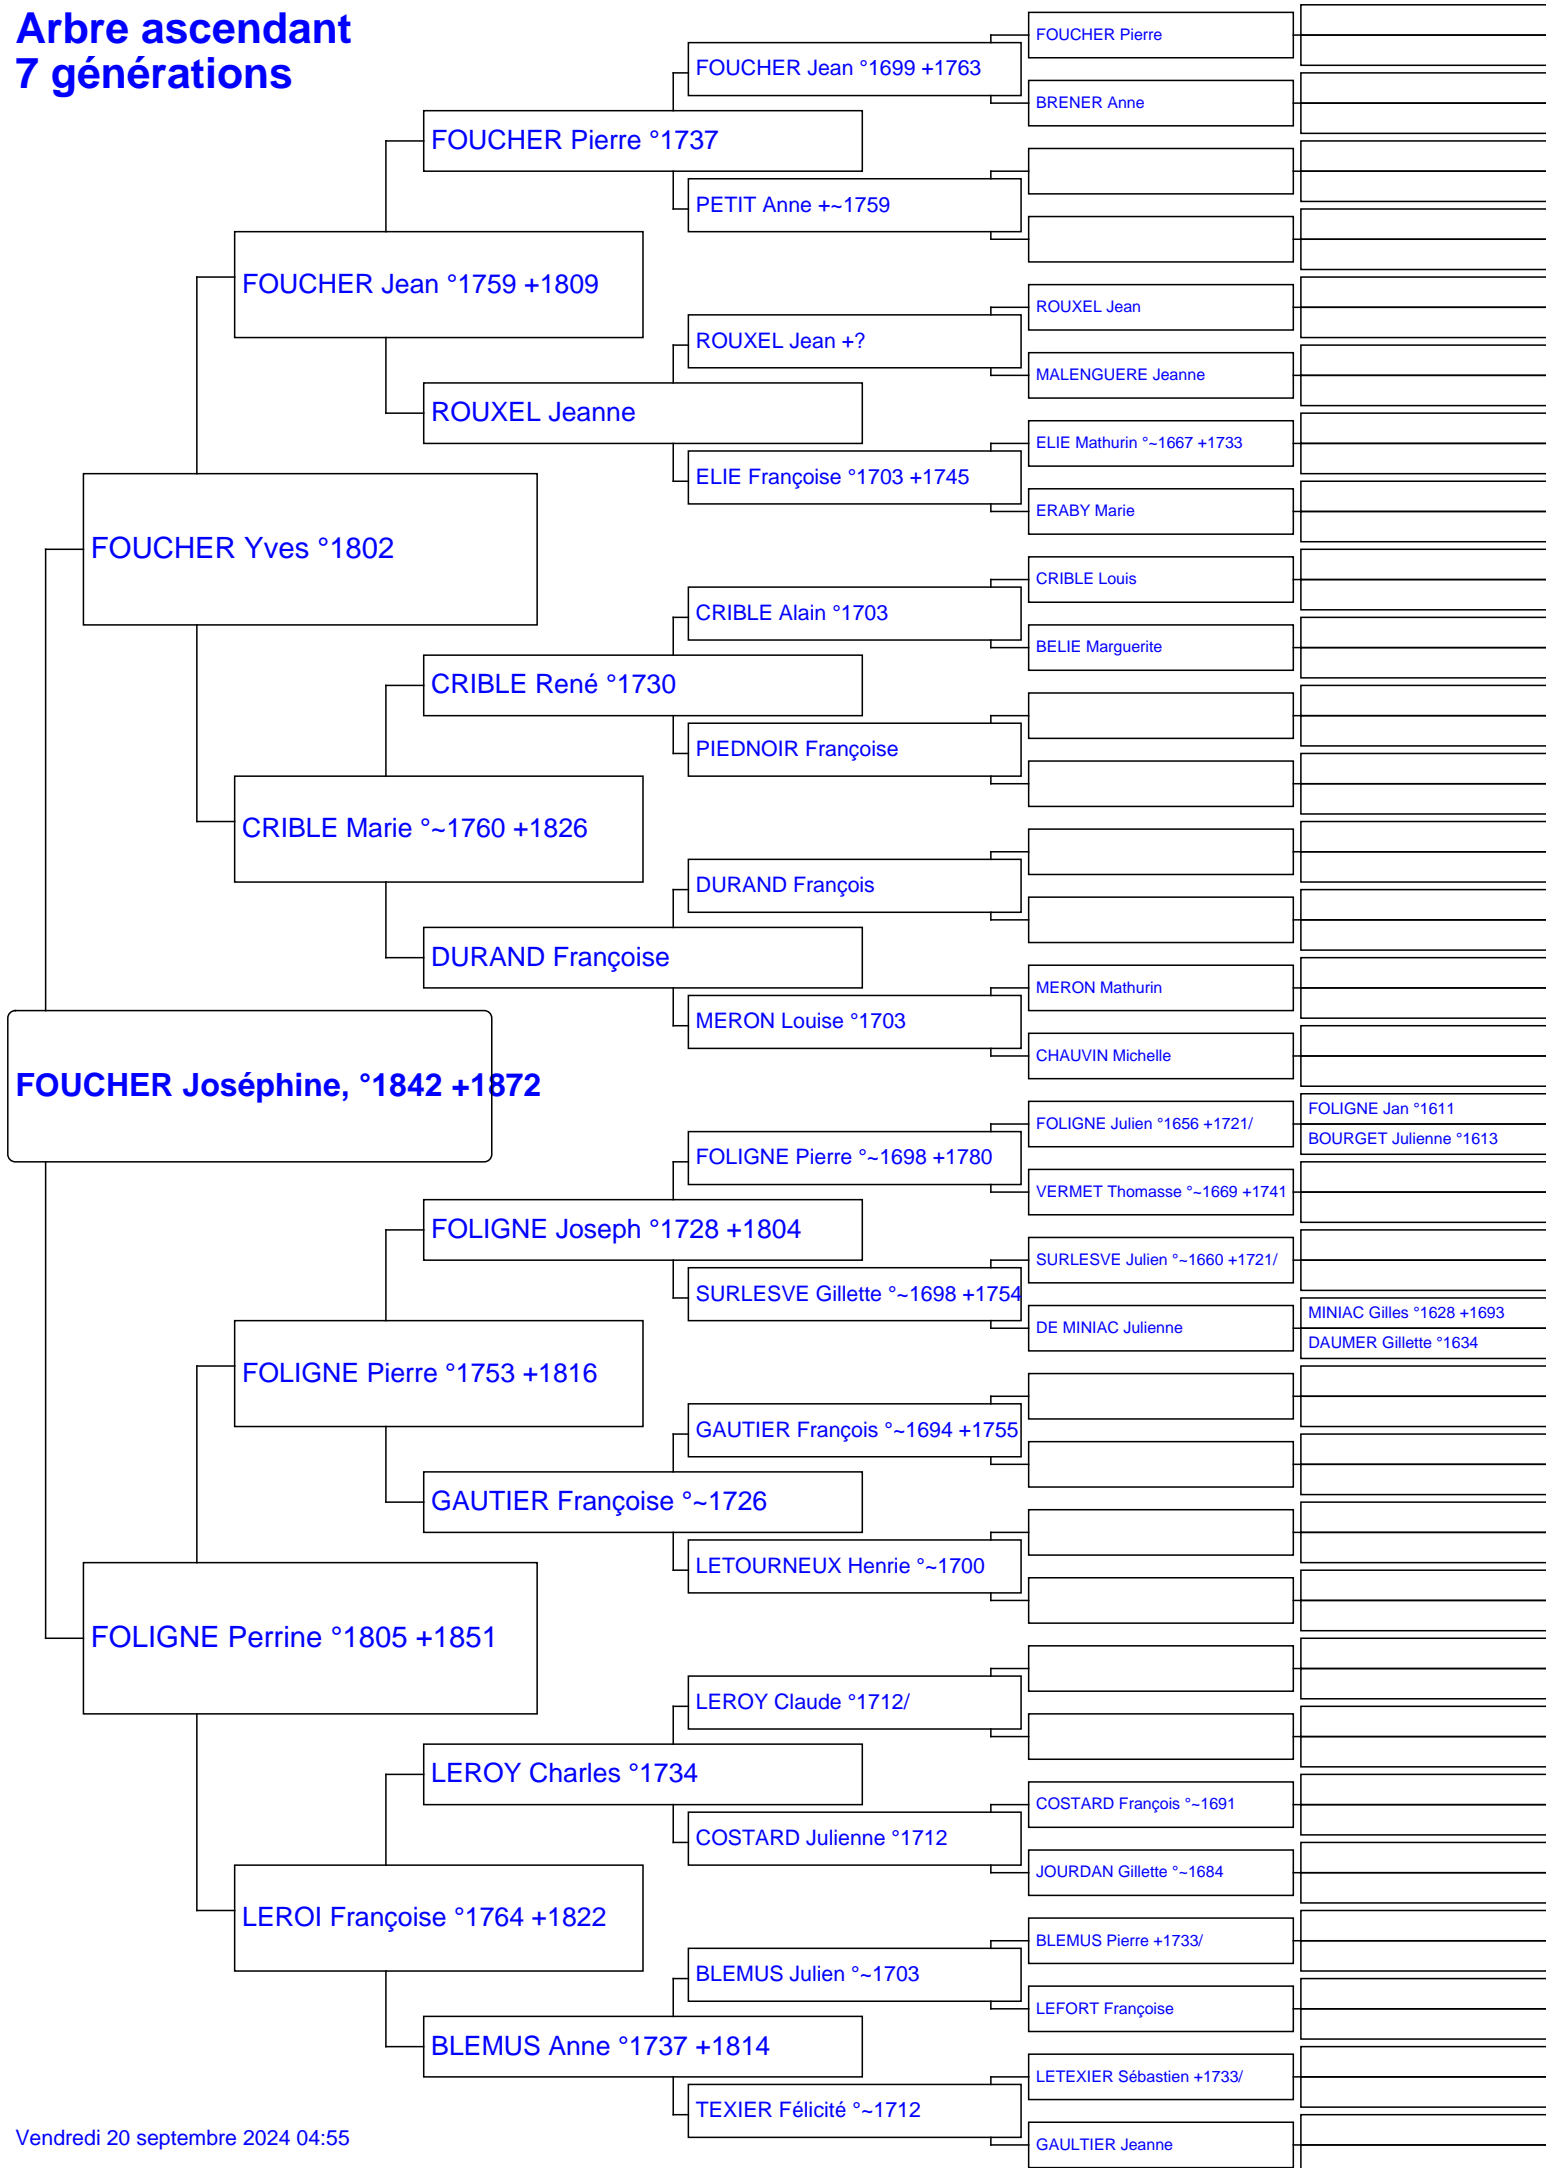 Arbre ascendant
7 générations
FOUCHER Joséphine, °1842 +1872
FOUCHER Yves °1802
FOLIGNE Perrine °1805 +1851
FOUCHER Jean °1759 +1809
CRIBLE Marie °~1760 +1826
FOLIGNE Pierre °1753 +1816
LEROI Françoise °1764 +1822
FOUCHER Pierre °1737
ROUXEL Jeanne
CRIBLE René °1730
DURAND Françoise
FOLIGNE Joseph °1728 +1804
GAUTIER Françoise °~1726
LEROY Charles °1734
BLEMUS Anne °1737 +1814
FOUCHER Jean °1699 +1763
PETIT Anne +~1759
ROUXEL Jean +?
ELIE Françoise °1703 +1745
CRIBLE Alain °1703
PIEDNOIR Françoise
DURAND François
MERON Louise °1703
FOLIGNE Pierre °~1698 +1780
SURLESVE Gillette °~1698 +1754
GAUTIER François °~1694 +1755
LETOURNEUX Henrie °~1700
LEROY Claude °1712/
COSTARD Julienne °1712
BLEMUS Julien °~1703
TEXIER Félicité °~1712
FOUCHER Pierre
BRENER Anne
ROUXEL Jean
MALENGUERE Jeanne
ELIE Mathurin °~1667 +1733
ERABY Marie
CRIBLE Louis
BELIE Marguerite
MERON Mathurin
CHAUVIN Michelle
FOLIGNE Julien °1656 +1721/
VERMET Thomasse °~1669 +1741
SURLESVE Julien °~1660 +1721/
DE MINIAC Julienne
COSTARD François °~1691
JOURDAN Gillette °~1684
BLEMUS Pierre +1733/
LEFORT Françoise
LETEXIER Sébastien +1733/
GAULTIER Jeanne
FOLIGNE Jan °1611
BOURGET Julienne °1613
MINIAC Gilles °1628 +1693
DAUMER Gillette °1634
Vendredi 20 septembre 2024 04:55